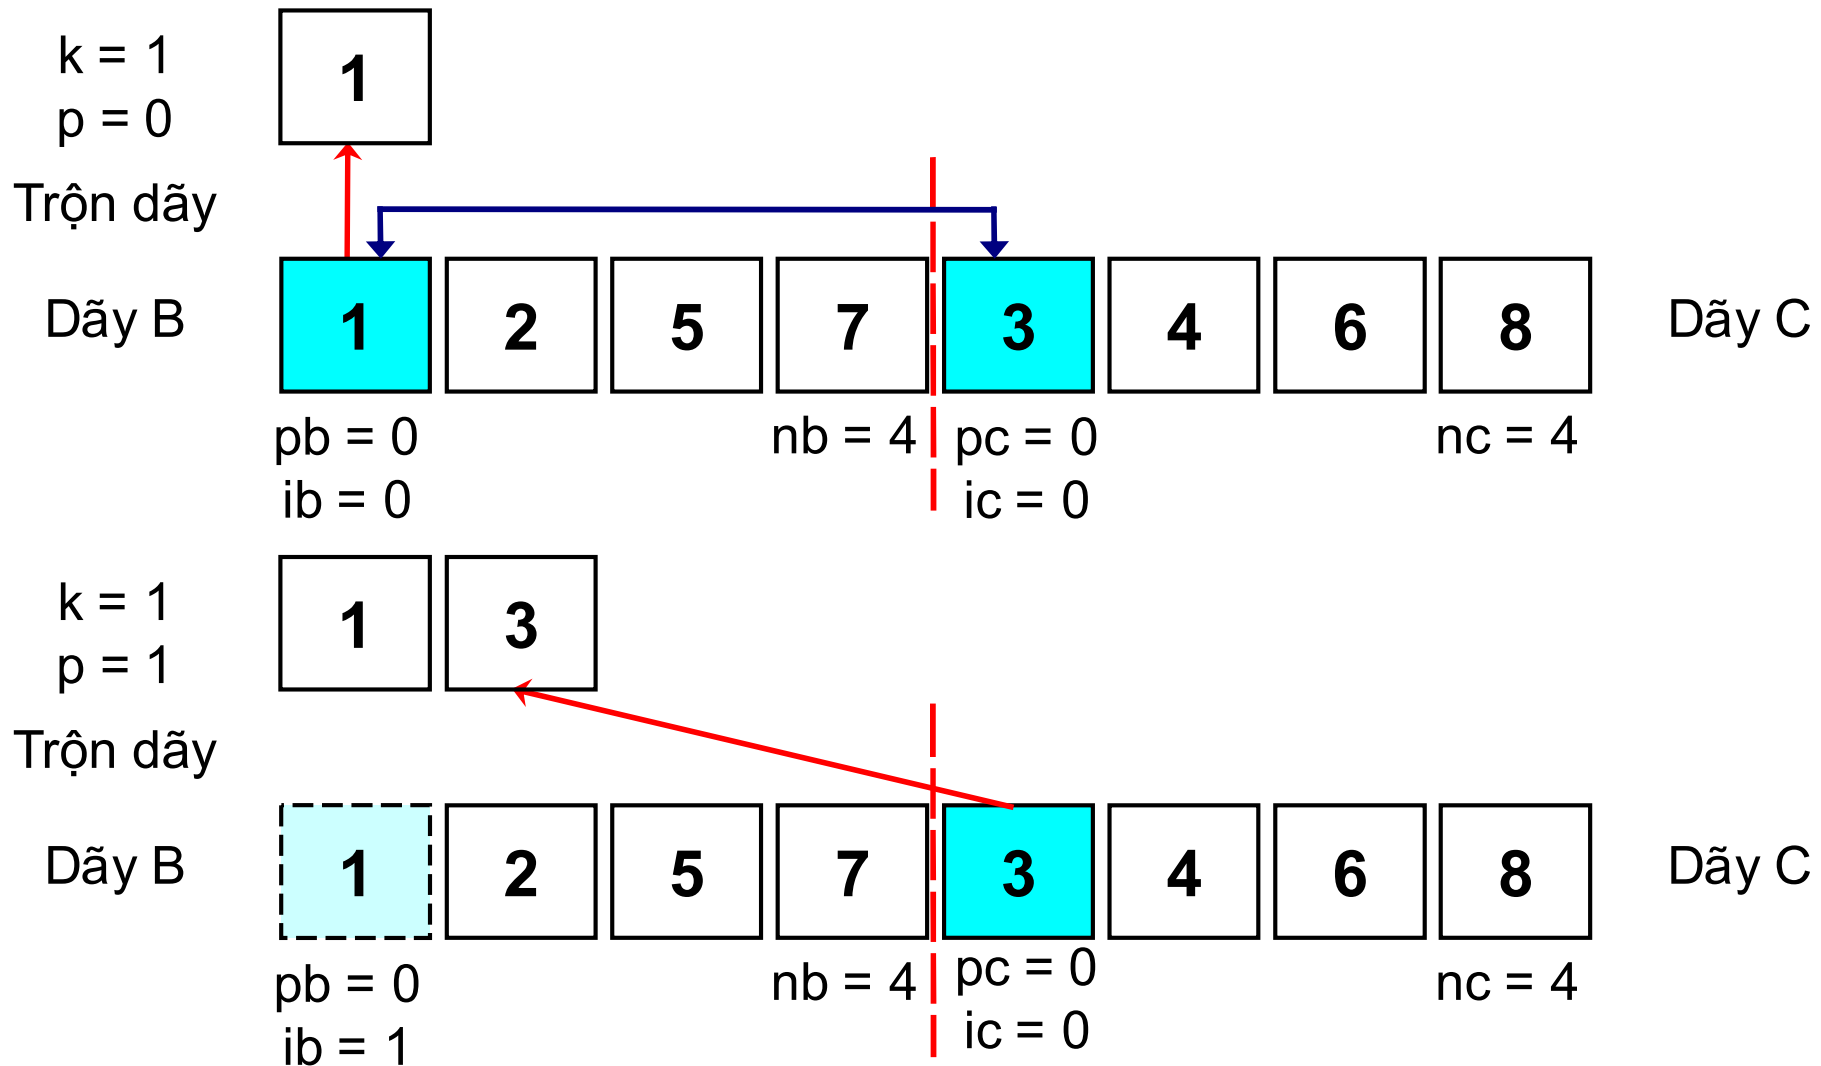 k = 1
1
p = 0
Trộn dãy
Dãy B
1 2 5 7 3 4 6 8
Dãy C
pb = 0
nb = 4
pc = 0
nc = 4
ib = 0
ic = 0
k = 1
1 3
p = 1
Trộn dãy
Dãy B
1 2 5 7 3 4 6 8
Dãy C
pb = 0
nb = 4
pc = 0
nc = 4
ib = 1
ic = 0